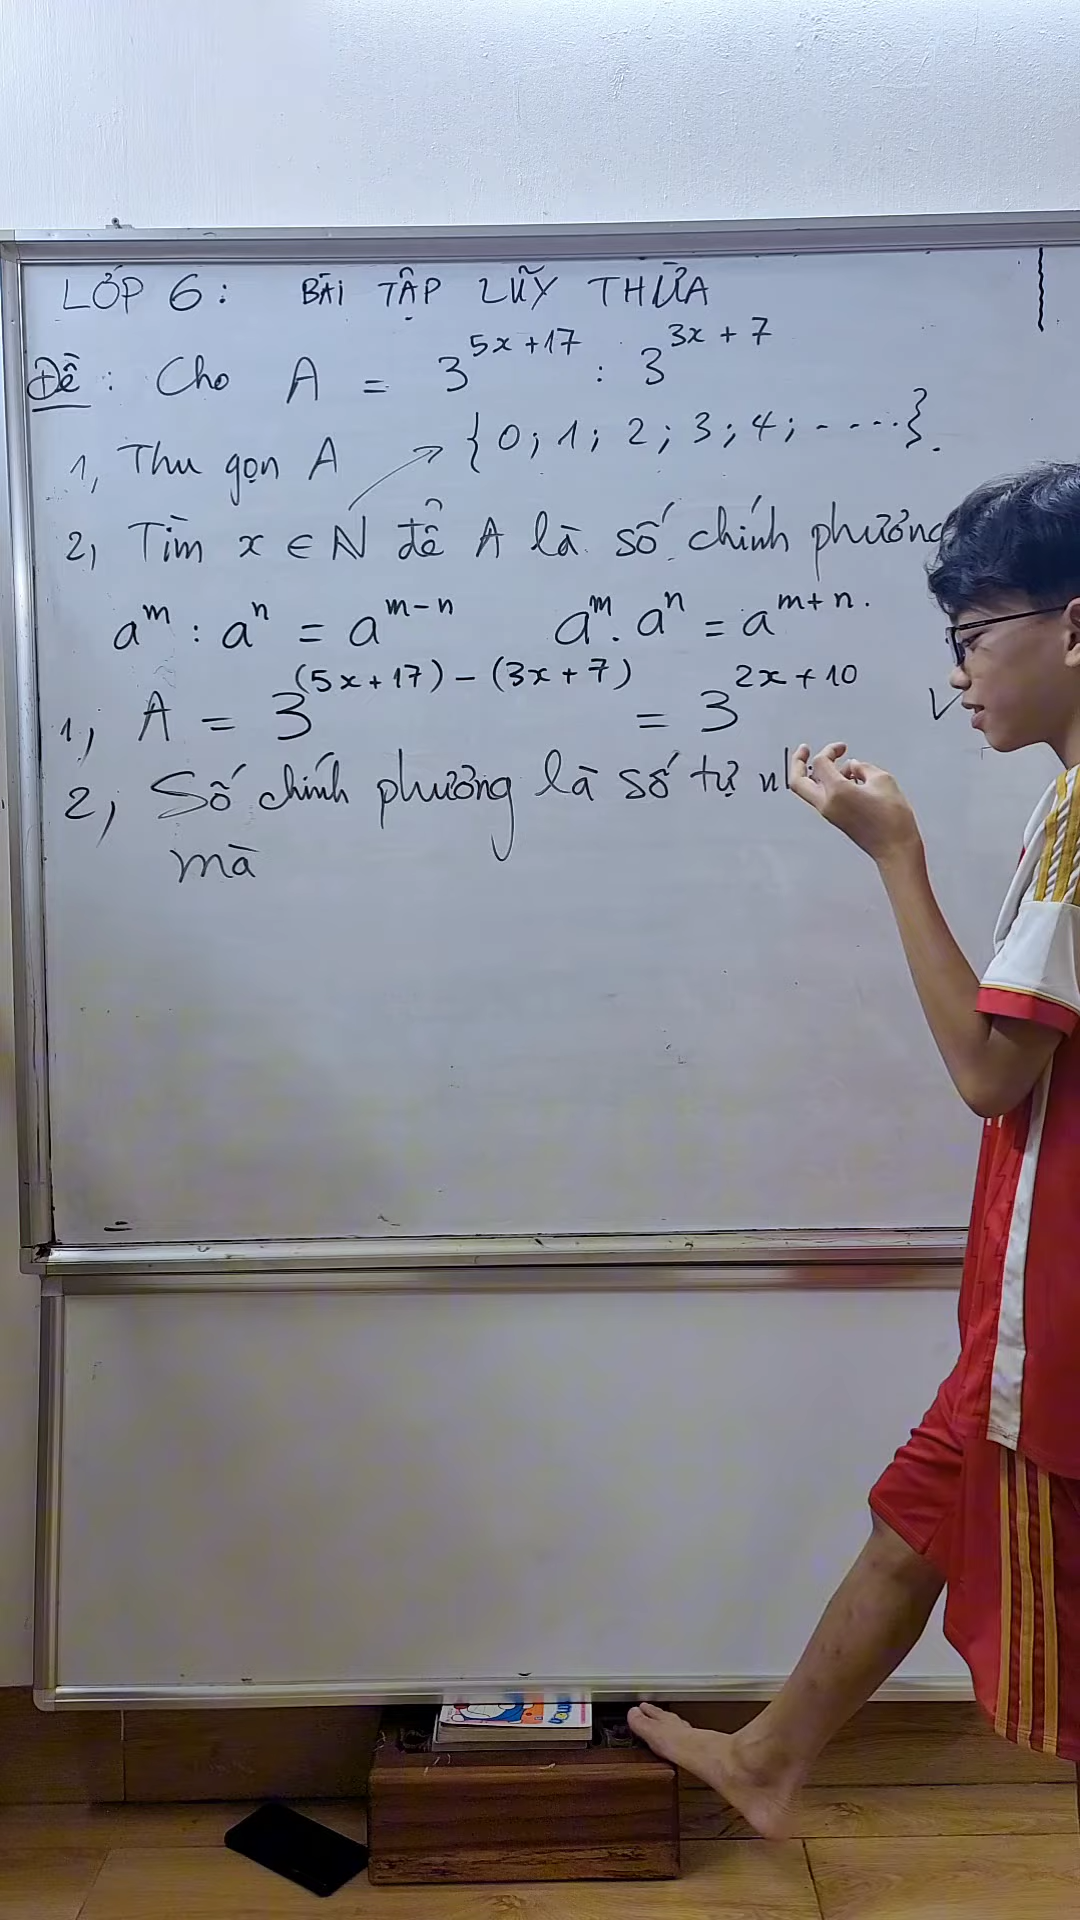 LỚP 6: BÀI TẬP LŨY THỪA
Đề: Cho A = 3^(5x+17) : 3^(3x+7)
1, Thu gọn A → {0; 1; 2; 3; 4; .....}.
2, Tìm x ∈ N để A là số chính phương
a^m : a^n = a^(m-n) a^m . a^n = a^(m+n).
1, A = 3^((5x+17)-(3x+7)) = 3^(2x+10)
2, Số chính phương là số tự
mà